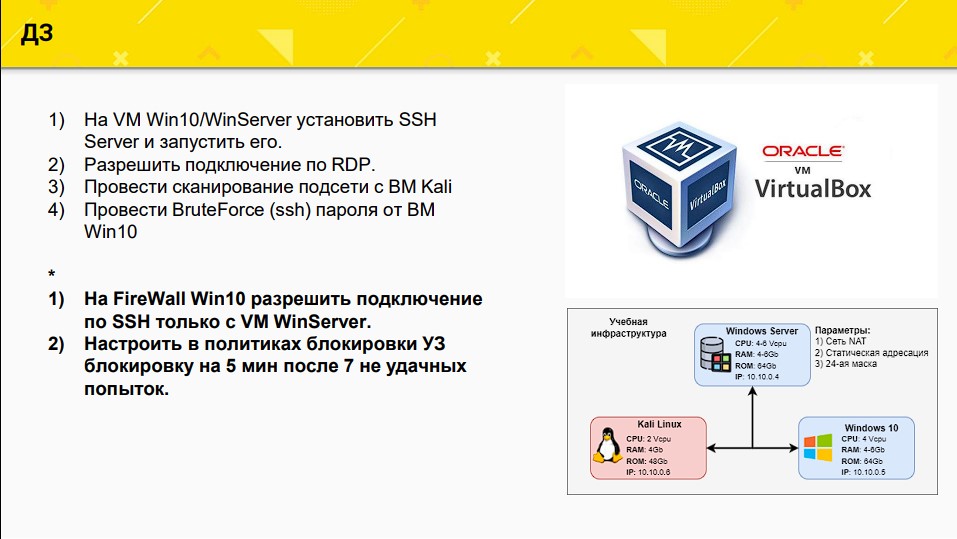 ДЗ
1) На VM Win10/WinServer установить SSH
Server и запустить его.
2) Разрешить подключение по RDP.
3) Провести сканирование подсети с ВМ Kali
4) Провести BruteForce (ssh) пароля от ВМ
Win10
*
1) На FireWall Win10 разрешить подключение
по SSH только с VM WinServer.
2) Настроить в политиках блокировки УЗ
блокировку на 5 мин после 7 не удачных
попыток.
ORACLE
VirtualBox
ORACLE
VM
VirtualBox
Учебная
инфраструктура
Windows Server
CPU: 4-6 Vcpu
RAM: 4-6Gb
ROM: 64Gb
IP: 10.10.0.4
Параметры:
1) Сеть NAT
2) Статическая адресация
3) 24-ая маска
Kali Linux
CPU: 2 Vcpu
RAM: 4Gb
ROM: 48Gb
IP: 10.10.0.6
Windows 10
CPU: 4 Vcpu
RAM: 4-6Gb
ROM: 64Gb
IP: 10.10.0.5